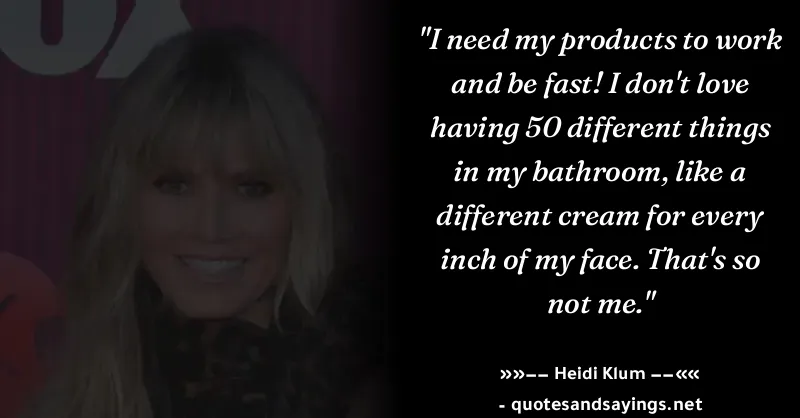 "I need my products to work
and be fast! I don't love
having 50 different things
in my bathroom, like a
different cream for every
inch of my face. That's so
not me."
»»–– Heidi Klum ––««
- quotesandsayings.net